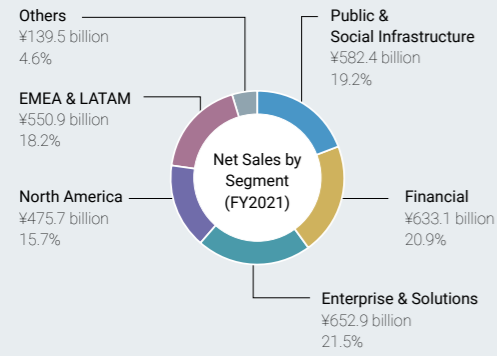 Others
¥139.5 billion
4.6%
Public &
Social Infrastructure
¥582.4 billion
19.2%
EMEA & LATAM
¥550.9 billion
18.2%
Net Sales by
Segment
(FY2021)
North America
¥475.7 billion
15.7%
Financial
¥633.1 billion
20.9%
Enterprise & Solutions
¥652.9 billion
21.5%